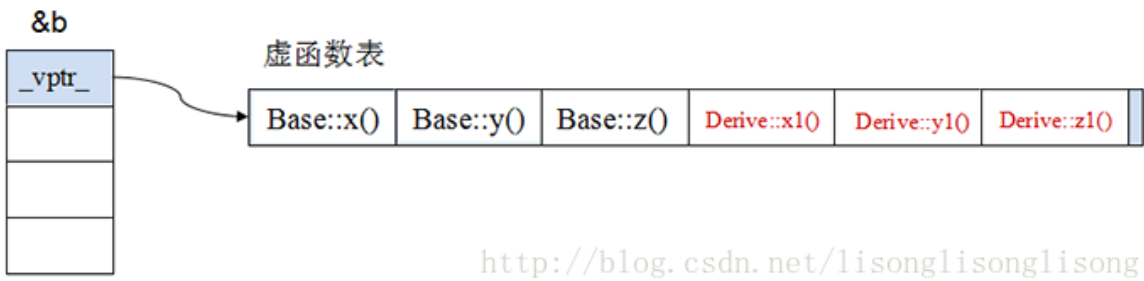 &b
虚函数表
_vptr_
Base::x() Base::y() Base::z() Derive::x1() Derive::y1() Derive::z1()
http://blog.csdn.net/lisonglisonglisong